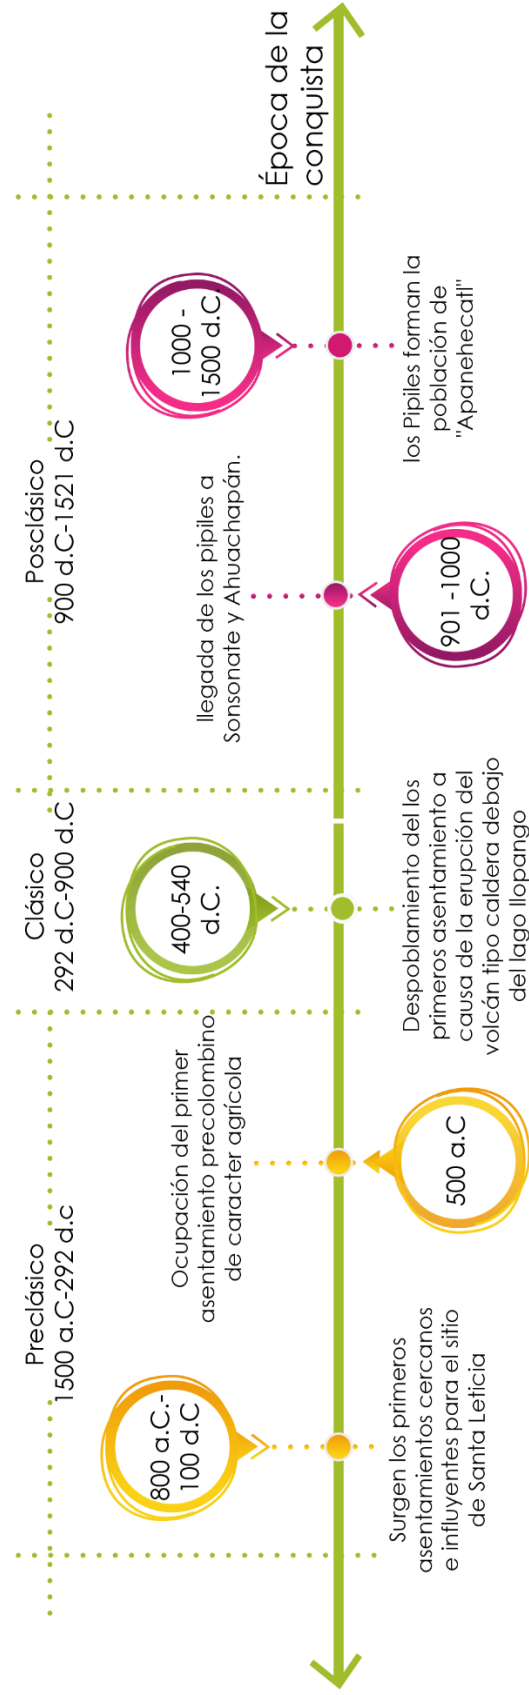 Preclásico
1500 a.C-292 d.c
Clásico
292 d.C-900 d.C
Posclásico
900 d.C-1521 d.C
800 a.C.-
100 d.C
Surgen los primeros
asentamientos cercanos
e influyentes para el sitio
de Santa Leticia
Ocupación del primer
asentamiento precolombino
de caracter agrícola
500 a.C
400-540
d.C.
Despoblamiento del los
primeros asentamiento a
causa de la erupción del
volcán tipo caldera debajo
del lago Ilopango
llegada de los pipiles a
Sonsonate y Ahuachapán.
901 -1000
d.C.
1000 -
1500 d.C.
los Pipiles forman la
población de
"Apanehecatl"
Época de la
conquista